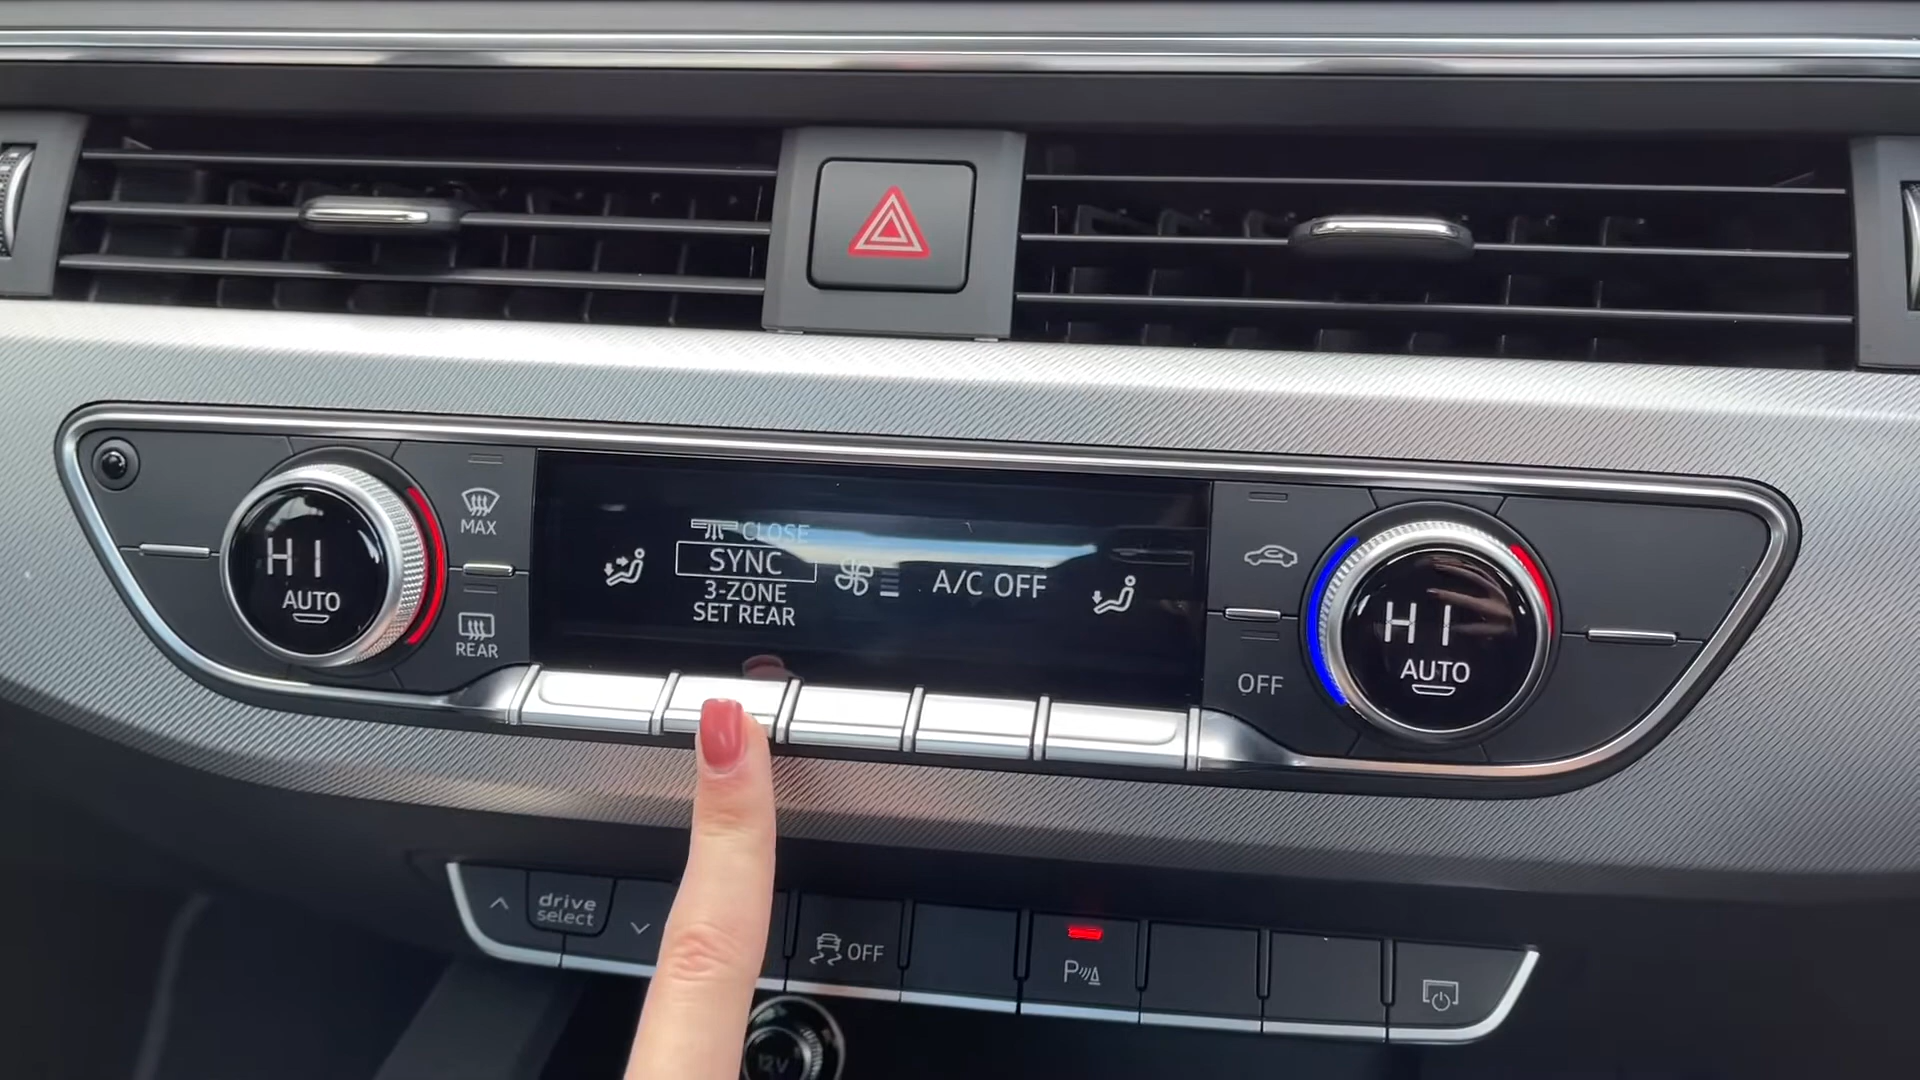 HI
AUTO
MAX
REAR
CLOSE
SYNC
3-ZONE
SET REAR
A/C OFF
OFF
HI
AUTO
drive
select
OFF
P
12V